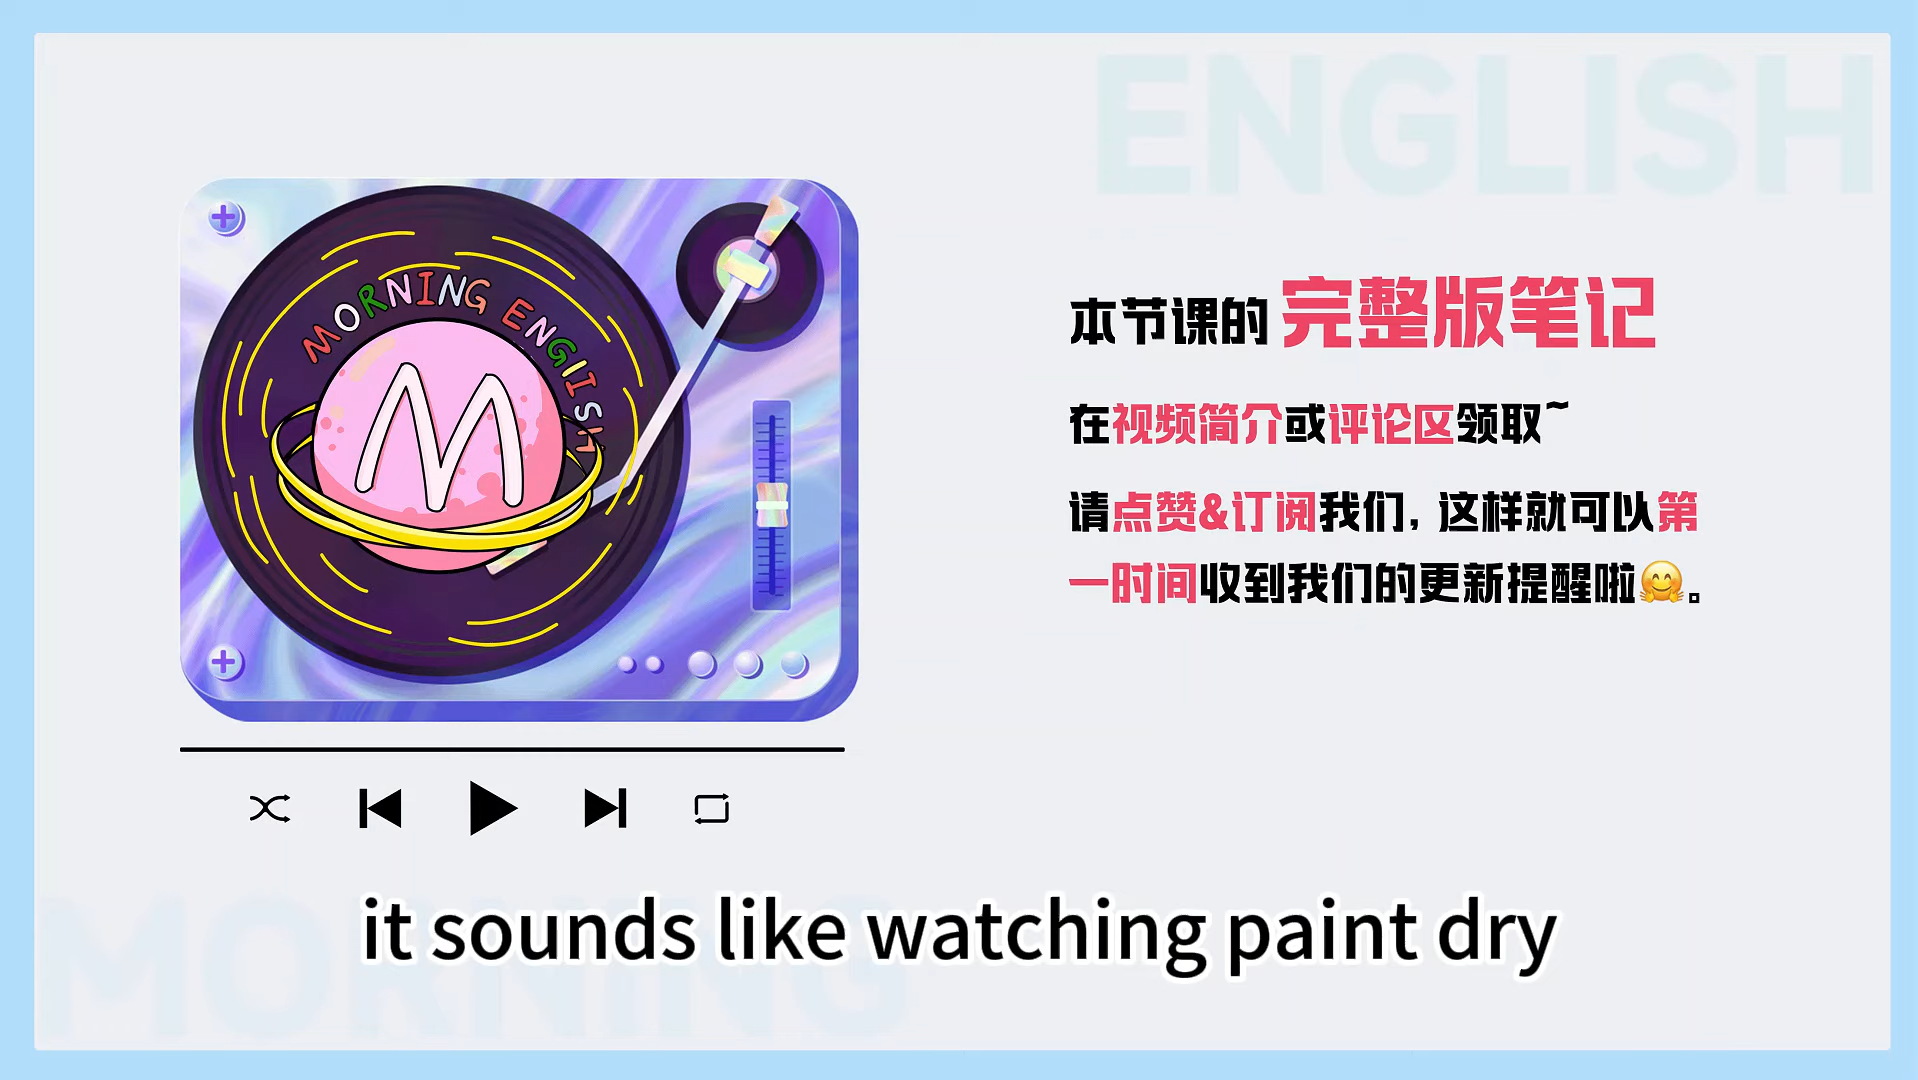 ENGLISH
MORNING ENGLISH
M
本节课的 完整版笔记
在视频简介或评论区领取~
请点赞&订阅我们, 这样就可以第
一时间收到我们的更新提醒啦🤗。
MORNING
it sounds like watching paint dry